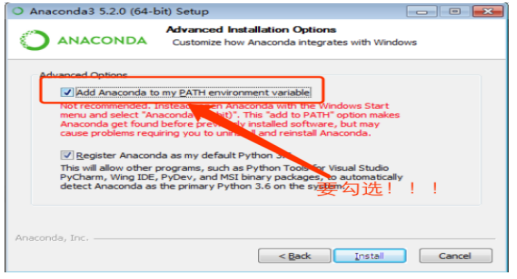 Anaconda3 5.2.0 (64-bit) Setup
ANACONDA
Advanced Installation Options
Customize how Anaconda integrates with Windows
Advanced Options
Add Anaconda to my PATH environment variable
Not recommended. Instead, open Anaconda with the Windows Start
menu and select "Anaconda (64-bit)". This "add to PATH" option makes
Anaconda get found before previously installed software, but may
cause problems requiring you to uninstall and reinstall Anaconda.
Register Anaconda as my default Python 3.6
This will allow other programs, such as Python Tools for Visual Studio
PyCharm, Wing IDE, PyDev, and MSI binary packages, to automatically
detect Anaconda as the primary Python 3.6 on the system.
要勾选！！！
Anaconda, Inc.
< Back
Install
Cancel